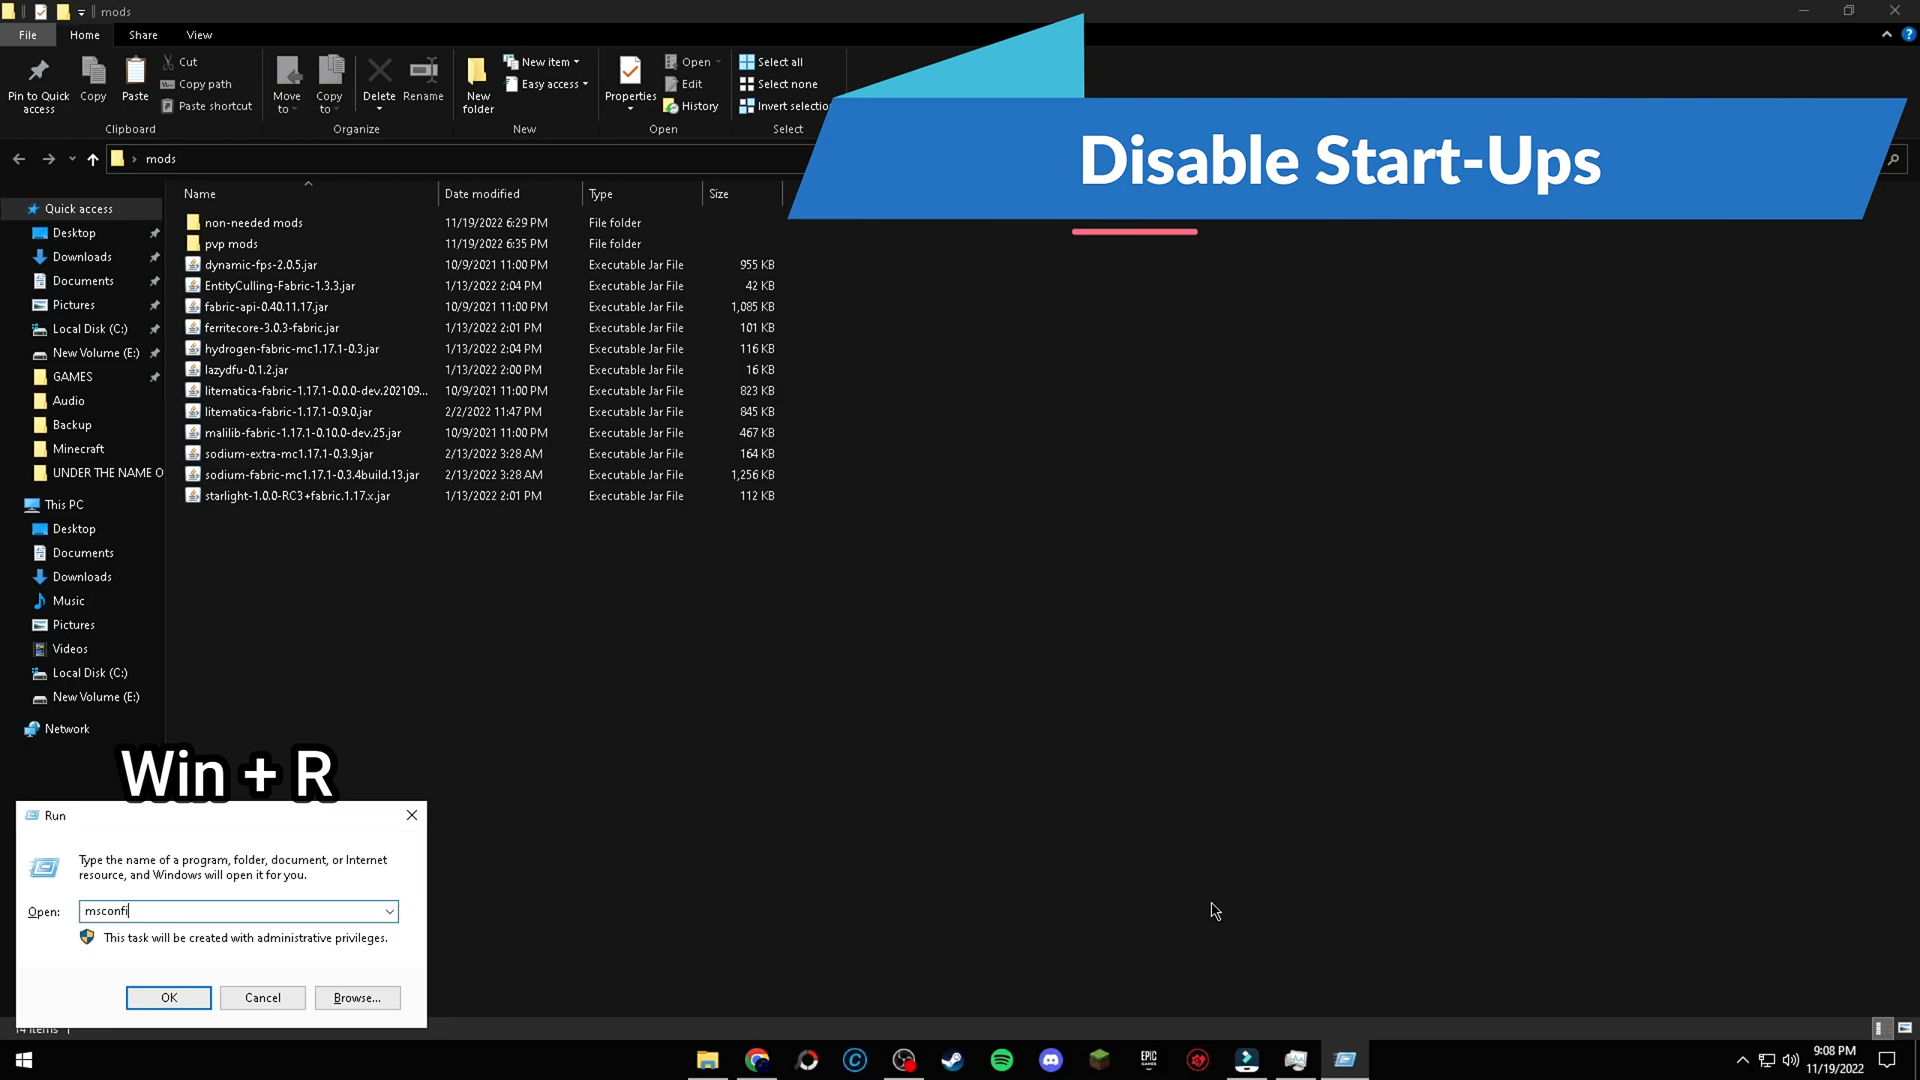 mods
File
Home
Share
View
Pin to Quick
access
Copy
Paste
Cut
Copy path
Paste shortcut
Clipboard
Move
to
Copy
to
Delete
Rename
Organize
New
folder
New item
Easy access
New
Properties
Open
Edit
History
Open
Select all
Select none
Invert selectio
Select
Disable Start-Ups
mods
Name
Date modified
Type
Size
non-needed mods 11/19/2022 6:29 PM File folder
pvp mods 11/19/2022 6:35 PM File folder
dynamic-fps-2.0.5.jar 10/9/2021 11:00 PM Executable Jar File 955 KB
EntityCulling-Fabric-1.3.3.jar 1/13/2022 2:04 PM Executable Jar File 42 KB
fabric-api-0.40.11.17.jar 10/9/2021 11:00 PM Executable Jar File 1,085 KB
ferritecore-3.0.3-fabric.jar 1/13/2022 2:01 PM Executable Jar File 101 KB
hydrogen-fabric-mc1.17.1-0.3.jar 1/13/2022 2:04 PM Executable Jar File 116 KB
lazydfu-0.1.2.jar 1/13/2022 2:00 PM Executable Jar File 16 KB
litematica-fabric-1.17.1-0.0.0-dev.202109... 10/9/2021 11:00 PM Executable Jar File 823 KB
litematica-fabric-1.17.1-0.9.0.jar 2/2/2022 11:47 PM Executable Jar File 845 KB
malilib-fabric-1.17.1-0.10.0-dev.25.jar 10/9/2021 11:00 PM Executable Jar File 467 KB
sodium-extra-mc1.17.1-0.3.9.jar 2/13/2022 3:28 AM Executable Jar File 164 KB
sodium-fabric-mc1.17.1-0.3.4build.13.jar 2/13/2022 3:28 AM Executable Jar File 1,256 KB
starlight-1.0.0-RC3+fabric.1.17.x.jar 1/13/2022 2:01 PM Executable Jar File 112 KB
Quick access
Desktop
Downloads
Documents
Pictures
Local Disk (C:)
New Volume (E:)
GAMES
Audio
Backup
Minecraft
UNDER THE NAME O
This PC
Desktop
Documents
Downloads
Music
Pictures
Videos
Local Disk (C:)
New Volume (E:)
Network
Win + R
Run
Type the name of a program, folder, document, or Internet
resource, and Windows will open it for you.
Open: msconfi
This task will be created with administrative privileges.
OK
Cancel
Browse...
14 items
EPIC
GAMES
9:08 PM
11/19/2022